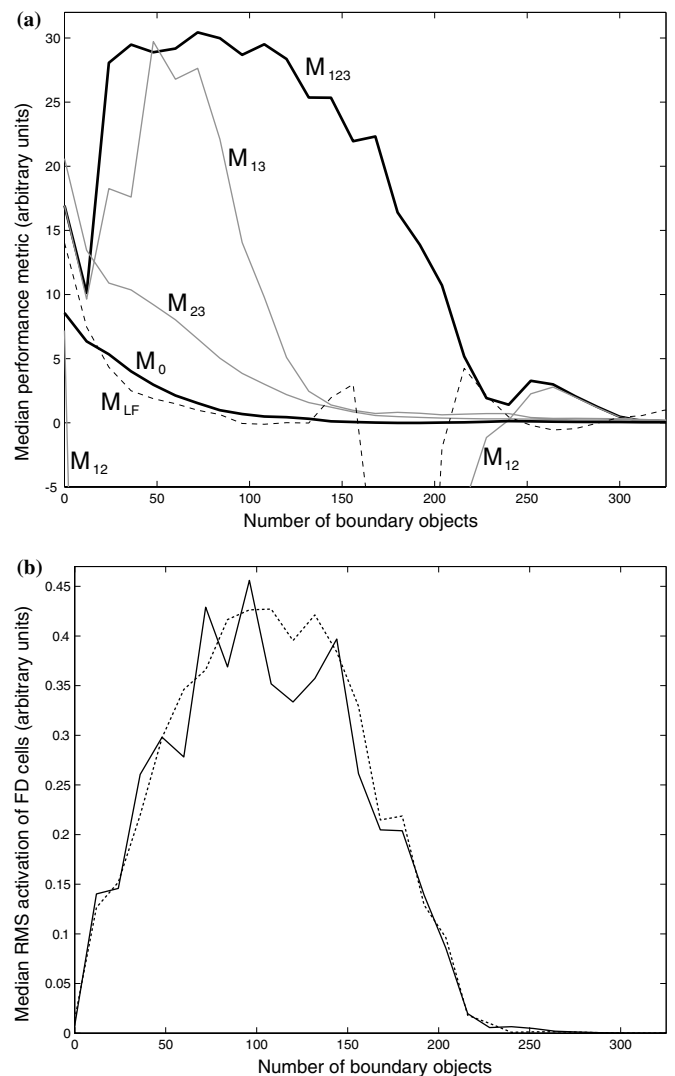 (a)
Median performance metric (arbitrary units)
30
25
20
15
10
5
0
-5
M123
M13
M23
M0
MLF
M12
M12
0 50 100 150 200 250 300
Number of boundary objects
(b)
Median RMS activation of FD cells (arbitrary units)
0.45
0.4
0.35
0.3
0.25
0.2
0.15
0.1
0.05
0
0 50 100 150 200 250 300
Number of boundary objects